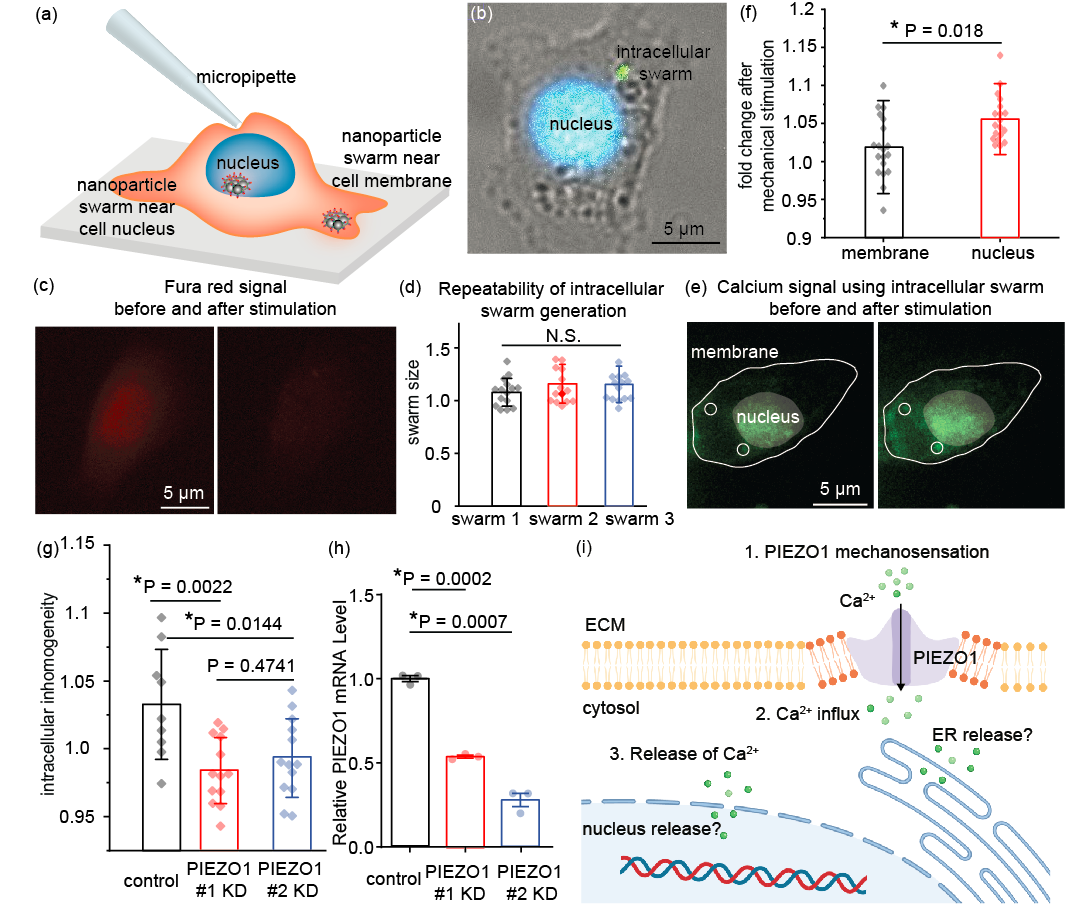 (a)
micropipette
nucleus
nanoparticle
swarm near
cell membrane
nanoparticle
swarm near
cell nucleus
(b)
intracellular
swarm
nucleus
5 µm
(f)
* P = 0.018
fold change after
mechanical stimulation
1.2
1.15
1.1
1.05
1.0
0.95
0.9
membrane
nucleus
(c)
Fura red signal
before and after stimulation
5 µm
(d)
Repeatability of intracellular
swarm generation
N.S.
swarm size
1.5
1.0
0.5
0
swarm 1
swarm 2
swarm 3
(e)
Calcium signal using intracellular swarm
before and after stimulation
membrane
nucleus
5 µm
(g)
intracellular inhomogeneity
1.15
1.1
1.05
1.0
0.95
*P = 0.0022
*P = 0.0144
P = 0.4741
control
PIEZO1
#1 KD
PIEZO1
#2 KD
(h)
Relative PIEZO1 mRNA Level
*P = 0.0002
*P = 0.0007
1.5
1.0
0.5
0.0
control
PIEZO1
#1 KD
PIEZO1
#2 KD
(i)
1. PIEZO1 mechanosensation
Ca²⁺
ECM
PIEZO1
cytosol
2. Ca²⁺ influx
ER release?
3. Release of Ca²⁺
nucleus release?